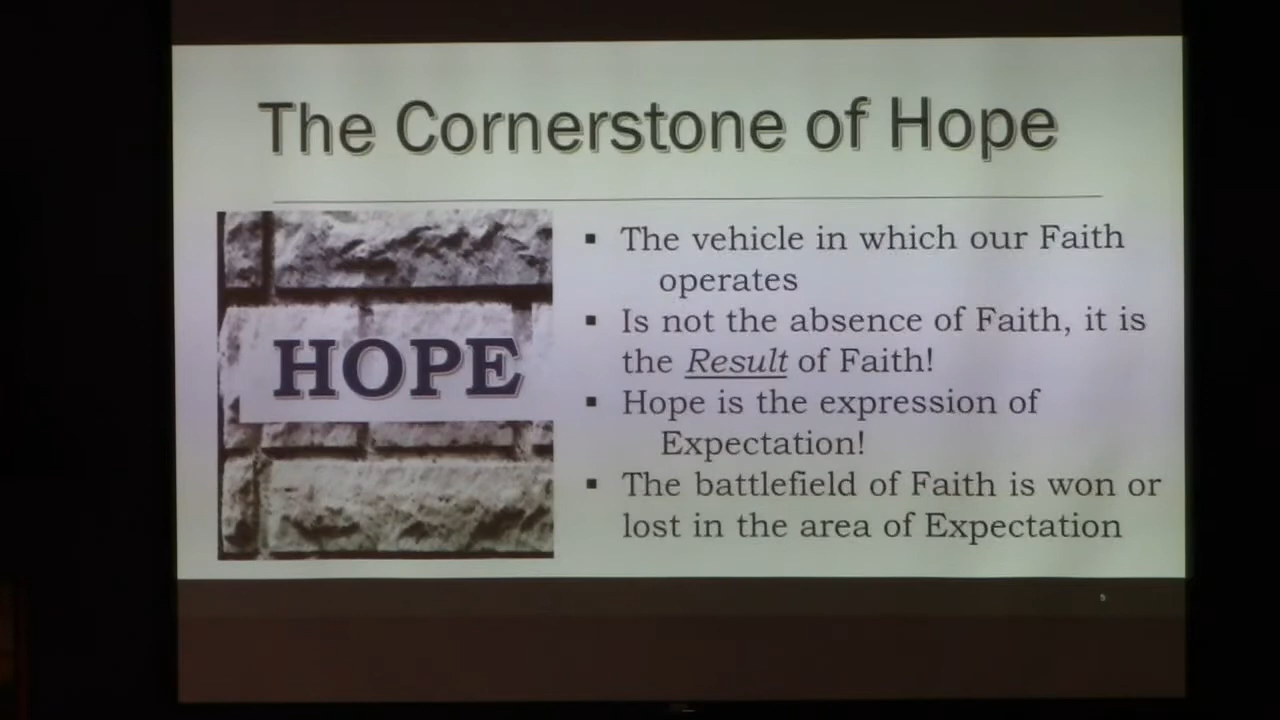 The Cornerstone of Hope
HOPE
▪ The vehicle in which our Faith
operates
▪ Is not the absence of Faith, it is
the Result of Faith!
▪ Hope is the expression of
Expectation!
▪ The battlefield of Faith is won or
lost in the area of Expectation